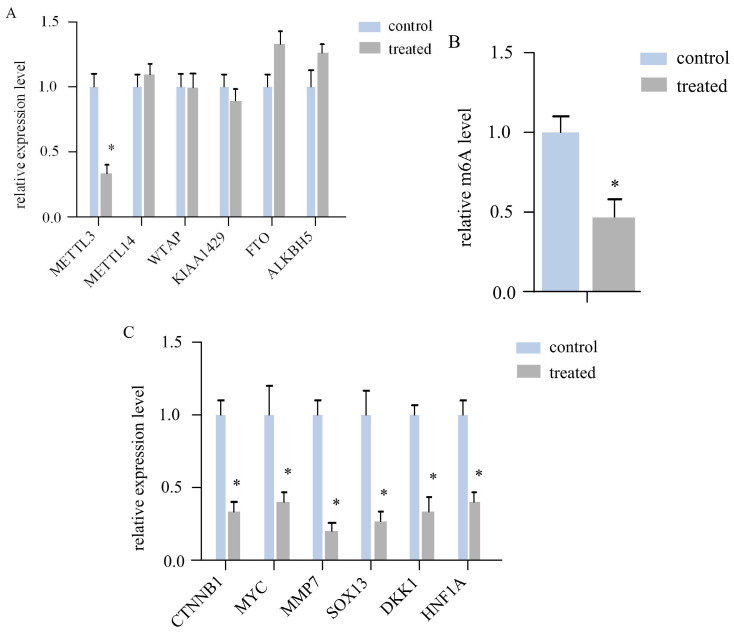 A
relative expression level
1.5
1.0
0.5
0.0
control
treated
*
METTL3
METTL14
WTAP
KIAA1429
FTO
ALKBH5
B
relative m6A level
1.5
1.0
0.5
0.0
control
treated
*
C
relative expression level
1.5
1.0
0.5
0.0
control
treated
*
*
*
*
*
*
CTNNB1
MYC
MMP7
SOX13
DKK1
HNF1A